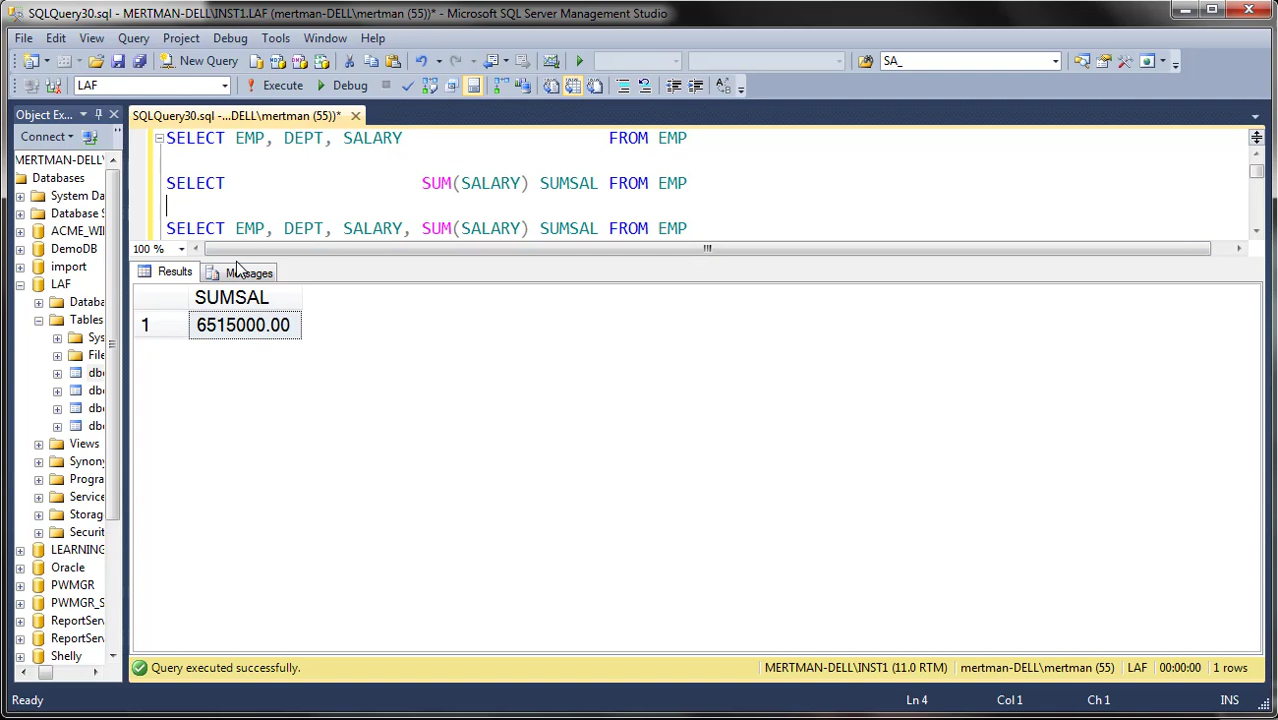 SQLQuery30.sql - MERTMAN-DELL\INST1.LAF (mertman-DELL\mertman (55))* - Microsoft SQL Server Management Studio
File Edit View Query Project Debug Tools Window Help
New Query SA_
LAF Execute Debug
Object Ex... SQLQuery30.sql -...DELL\mertman (55))*
Connect
SELECT EMP, DEPT, SALARY FROM EMP
SELECT SUM(SALARY) SUMSAL FROM EMP
SELECT EMP, DEPT, SALARY, SUM(SALARY) SUMSAL FROM EMP
100 %
Results Messages
SUMSAL
1 6515000.00
MERTMAN-DELL\
Databases
System Da
Database S
ACME_WI
DemoDB
import
LAF
Databa
Tables
Sys
File
dbo
dbo
dbo
dbo
Views
Synony
Progra
Service
Storag
Securit
LEARNING
Oracle
PWMGR
PWMGR_S
ReportServ
ReportServ
Shelly
Query executed successfully. MERTMAN-DELL\INST1 (11.0 RTM) mertman-DELL\mertman (55) LAF 00:00:00 1 rows
Ready Ln 4 Col 1 Ch 1 INS